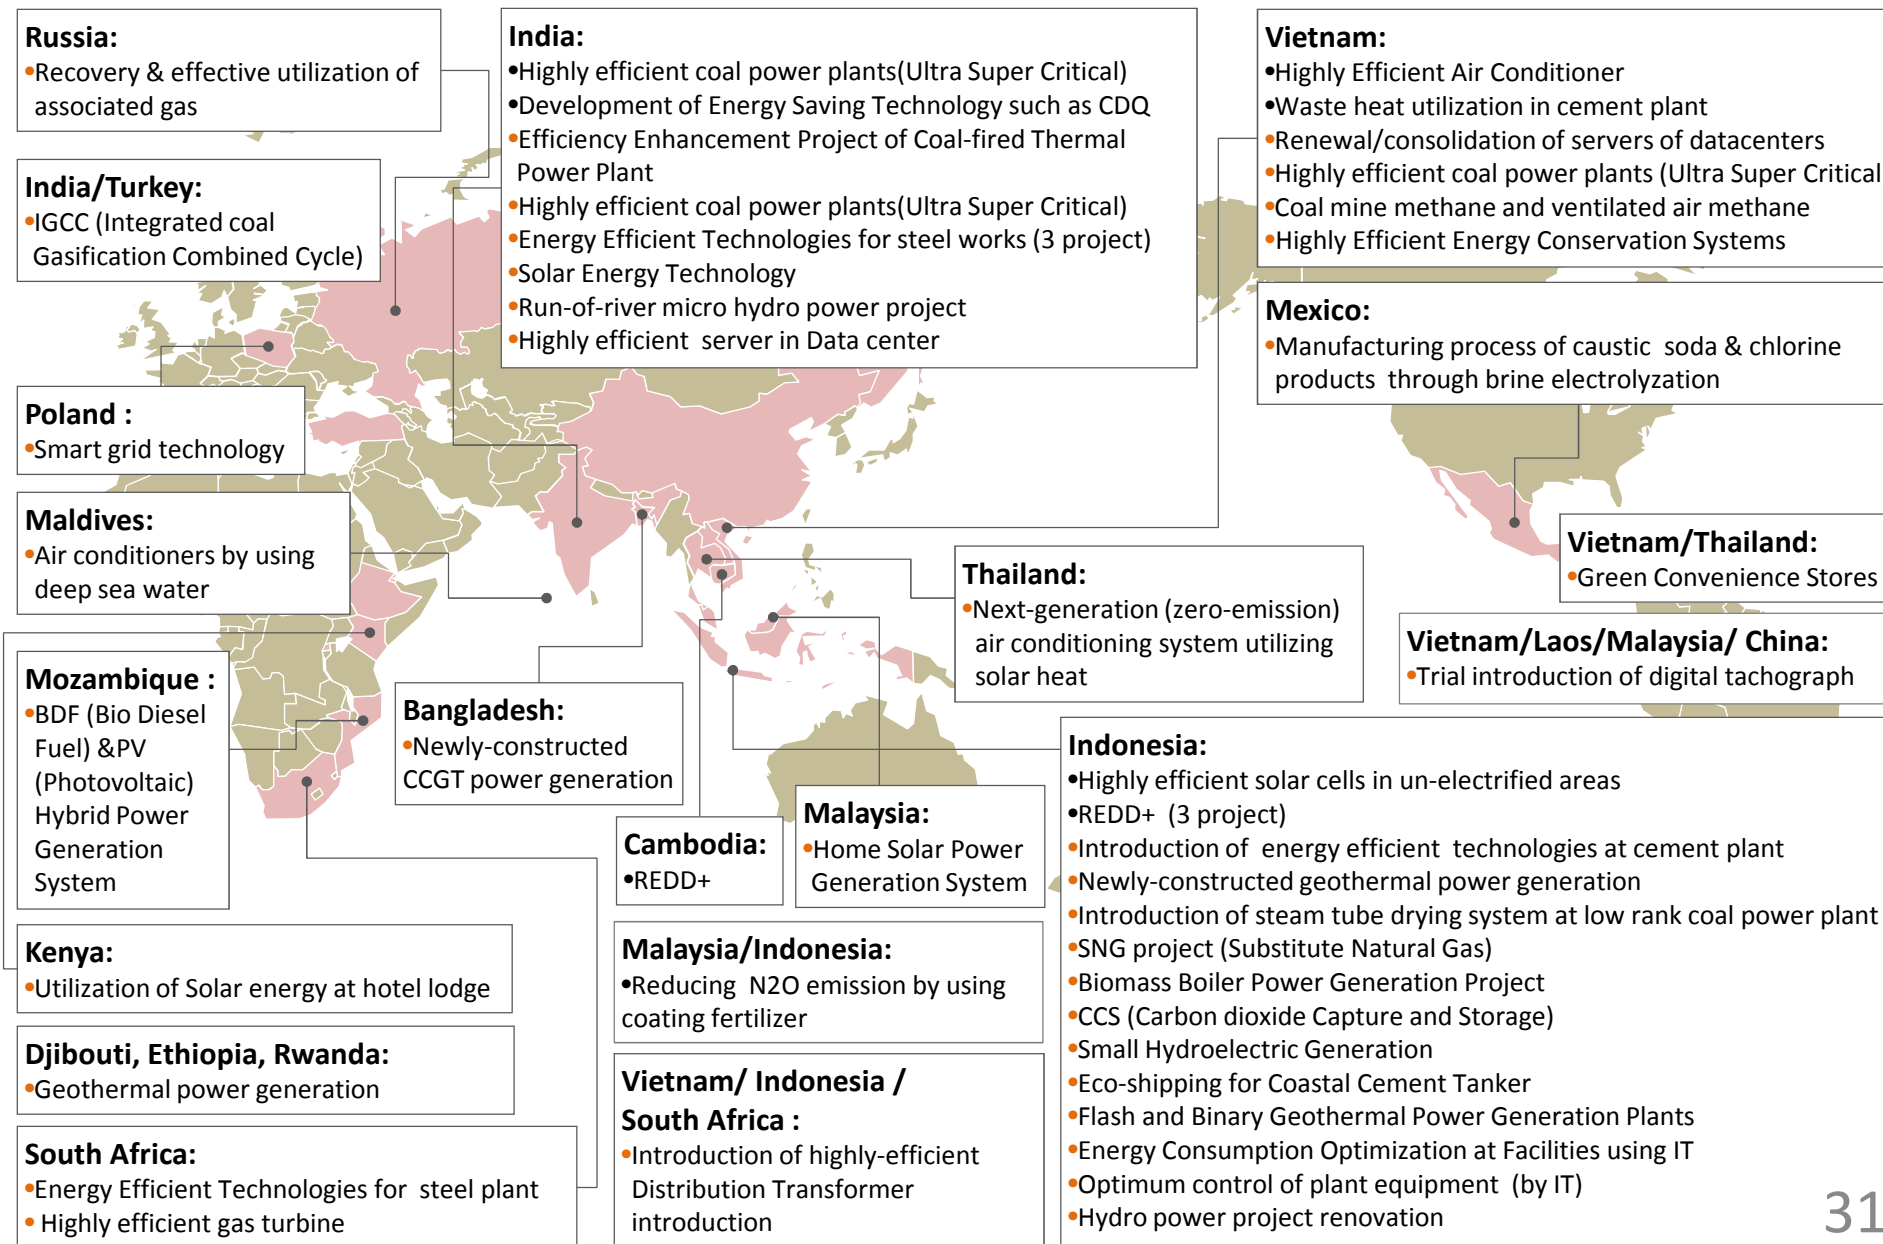 Russia:
•Recovery & effective utilization of
associated gas
India/Turkey:
•IGCC (Integrated coal
Gasification Combined Cycle)
Poland :
•Smart grid technology
Maldives:
•Air conditioners by using
deep sea water
Mozambique :
•BDF (Bio Diesel
Fuel) &PV
(Photovoltaic)
Hybrid Power
Generation
System
Kenya:
•Utilization of Solar energy at hotel lodge
Djibouti, Ethiopia, Rwanda:
•Geothermal power generation
South Africa:
•Energy Efficient Technologies for steel plant
• Highly efficient gas turbine
India:
•Highly efficient coal power plants(Ultra Super Critical)
•Development of Energy Saving Technology such as CDQ
•Efficiency Enhancement Project of Coal-fired Thermal
Power Plant
•Highly efficient coal power plants(Ultra Super Critical)
•Energy Efficient Technologies for steel works (3 project)
•Solar Energy Technology
•Run-of-river micro hydro power project
•Highly efficient server in Data center
Bangladesh:
•Newly-constructed
CCGT power generation
Cambodia:
•REDD+
Malaysia:
•Home Solar Power
Generation System
Malaysia/Indonesia:
•Reducing N2O emission by using
coating fertilizer
Vietnam/ Indonesia /
South Africa :
•Introduction of highly-efficient
Distribution Transformer
introduction
Thailand:
•Next-generation (zero-emission)
air conditioning system utilizing
solar heat
Vietnam:
•Highly Efficient Air Conditioner
•Waste heat utilization in cement plant
•Renewal/consolidation of servers of datacenters
•Highly efficient coal power plants (Ultra Super Critical
•Coal mine methane and ventilated air methane
•Highly Efficient Energy Conservation Systems
Mexico:
•Manufacturing process of caustic soda & chlorine
products through brine electrolyzation
Vietnam/Thailand:
•Green Convenience Stores
Vietnam/Laos/Malaysia/ China:
•Trial introduction of digital tachograph
Indonesia:
•Highly efficient solar cells in un-electrified areas
•REDD+ (3 project)
•Introduction of energy efficient technologies at cement plant
•Newly-constructed geothermal power generation
•Introduction of steam tube drying system at low rank coal power plant
•SNG project (Substitute Natural Gas)
•Biomass Boiler Power Generation Project
•CCS (Carbon dioxide Capture and Storage)
•Small Hydroelectric Generation
•Eco-shipping for Coastal Cement Tanker
•Flash and Binary Geothermal Power Generation Plants
•Energy Consumption Optimization at Facilities using IT
•Optimum control of plant equipment (by IT)
•Hydro power project renovation
31